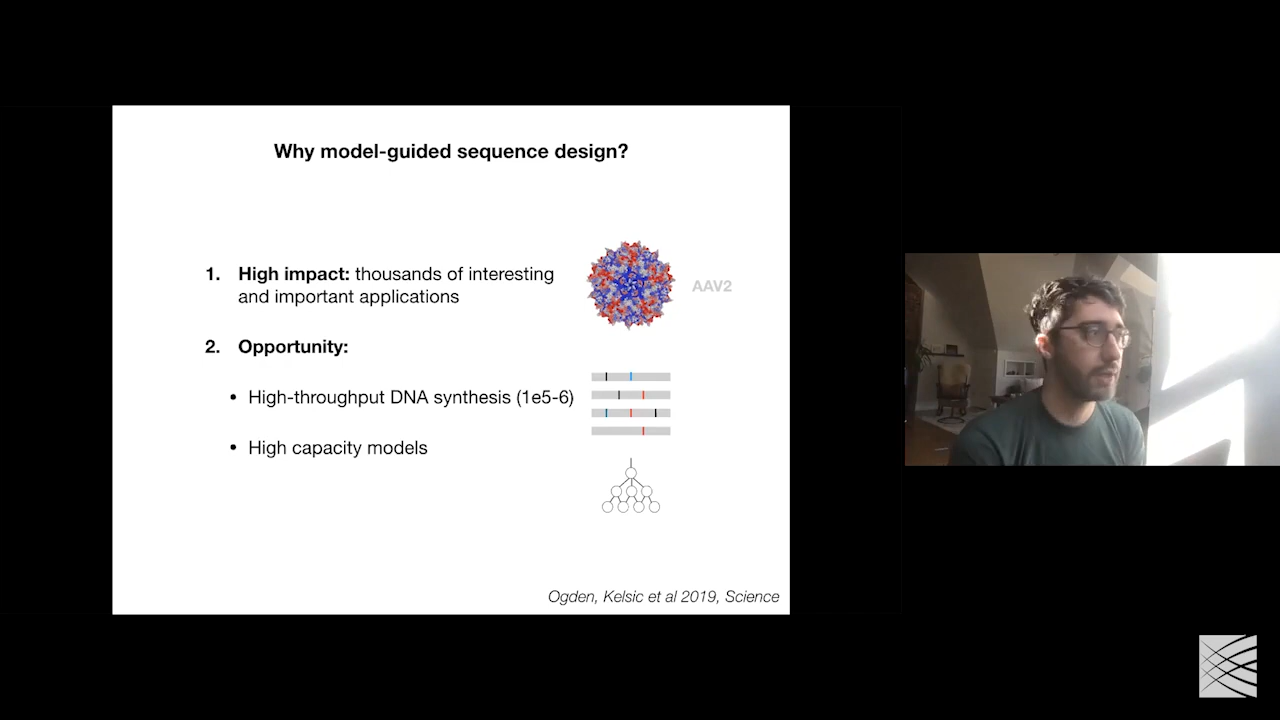 Why model-guided sequence design?
1. High impact: thousands of interesting
and important applications
AAV2
2. Opportunity:
• High-throughput DNA synthesis (1e5-6)
• High capacity models
Ogden, Kelsic et al 2019, Science